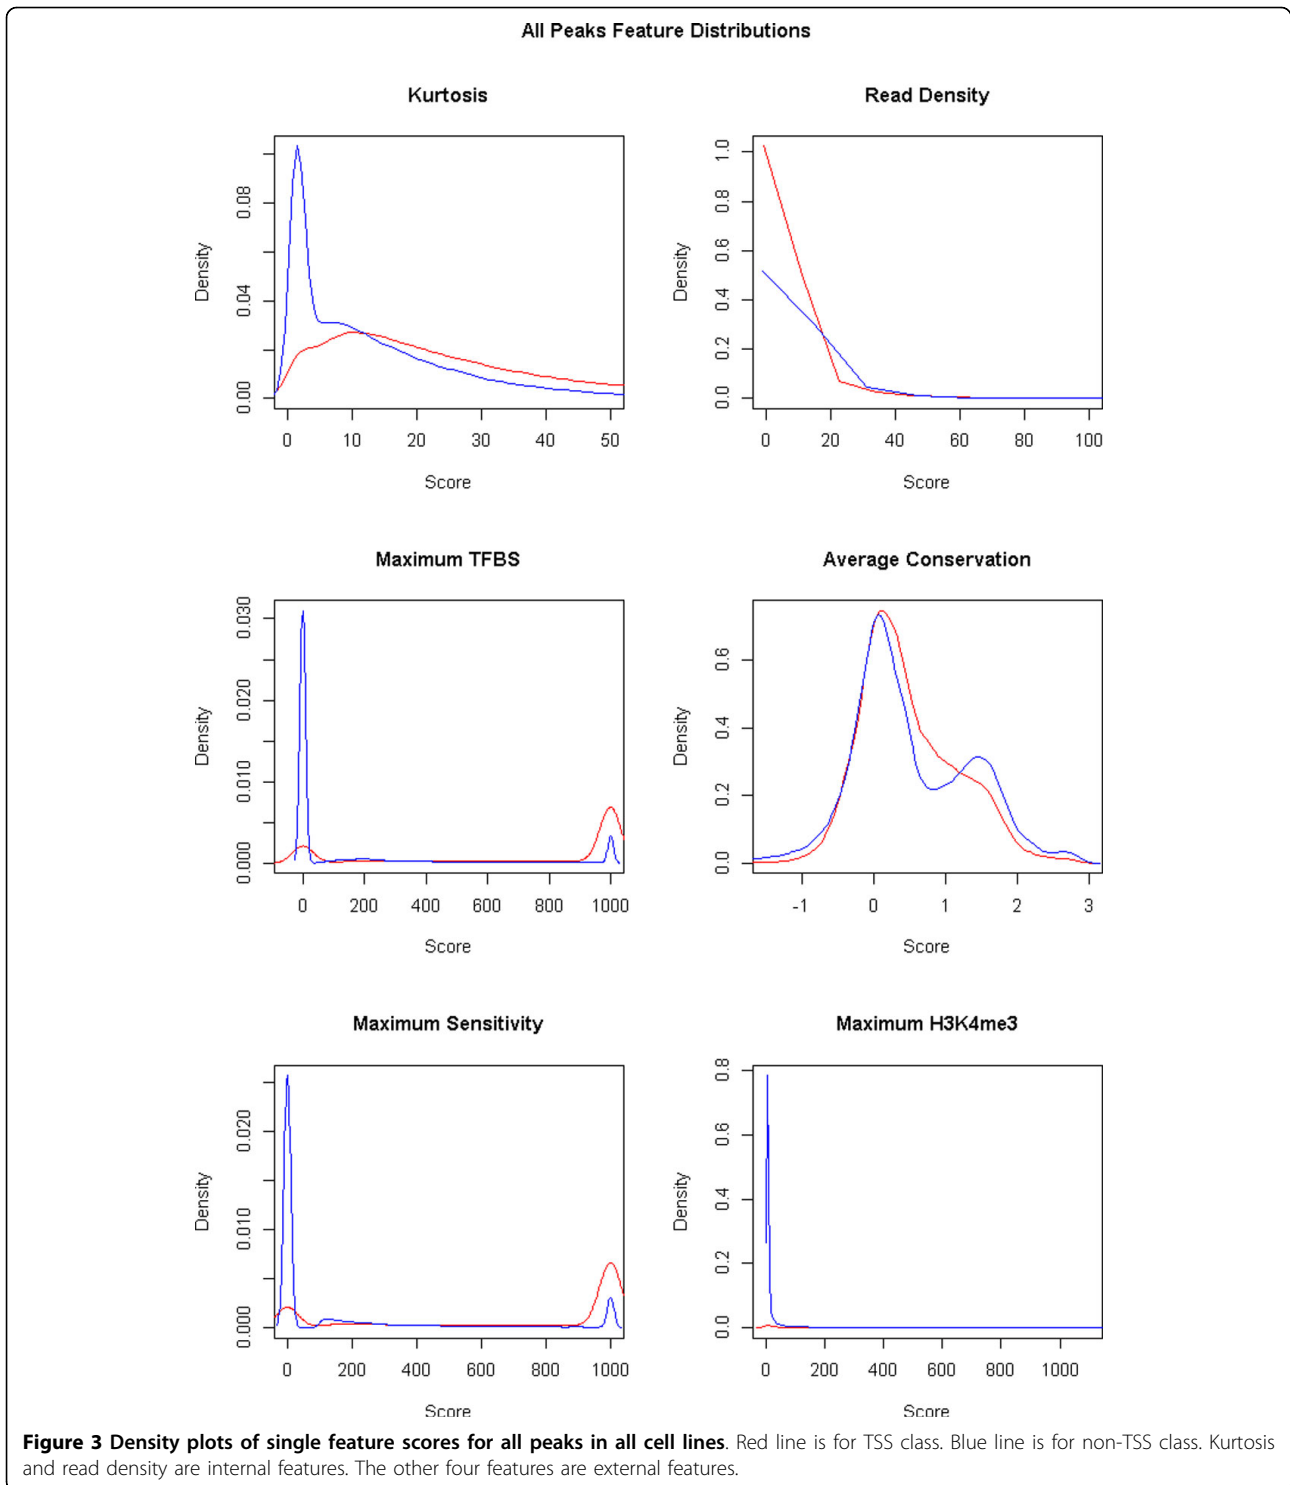 All Peaks Feature Distributions
Kurtosis
Read Density
Density
0.00 0.04 0.08
0 10 20 30 40 50
Score
Density
0.0 0.2 0.4 0.6 0.8 1.0
0 20 40 60 80 100
Score
Maximum TFBS
Average Conservation
Density
0.000 0.010 0.020 0.030
0 200 400 600 800 1000
Score
Density
0.0 0.2 0.4 0.6
-1 0 1 2 3
Score
Maximum Sensitivity
Maximum H3K4me3
Density
0.000 0.010 0.020
0 200 400 600 800 1000
Score
Density
0.0 0.2 0.4 0.6 0.8
0 200 400 600 800 1000
Score
Figure 3 Density plots of single feature scores for all peaks in all cell lines. Red line is for TSS class. Blue line is for non-TSS class. Kurtosis
and read density are internal features. The other four features are external features.